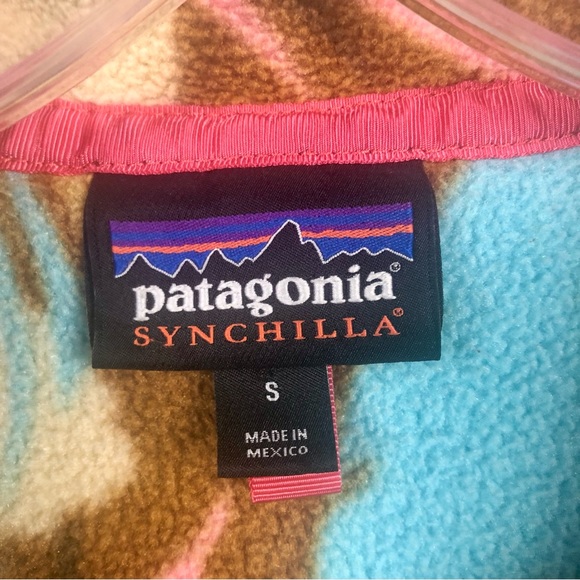 patagonia®
SYNCHILLA®
S
MADE IN
MEXICO